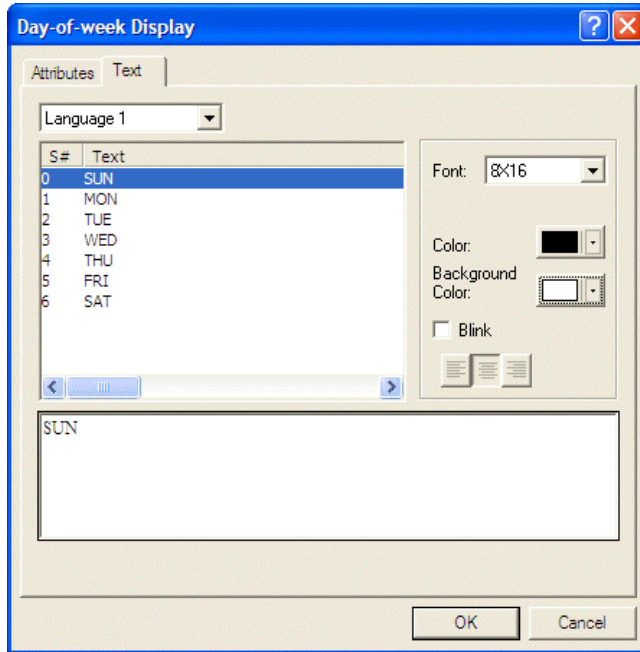 Day-of-week Display
Attributes Text
Language 1
S# Text
0 SUN
1 MON
2 TUE
3 WED
4 THU
5 FRI
6 SAT
Font: 8X16
Color:
Background
Color:
Blink
SUN
OK Cancel